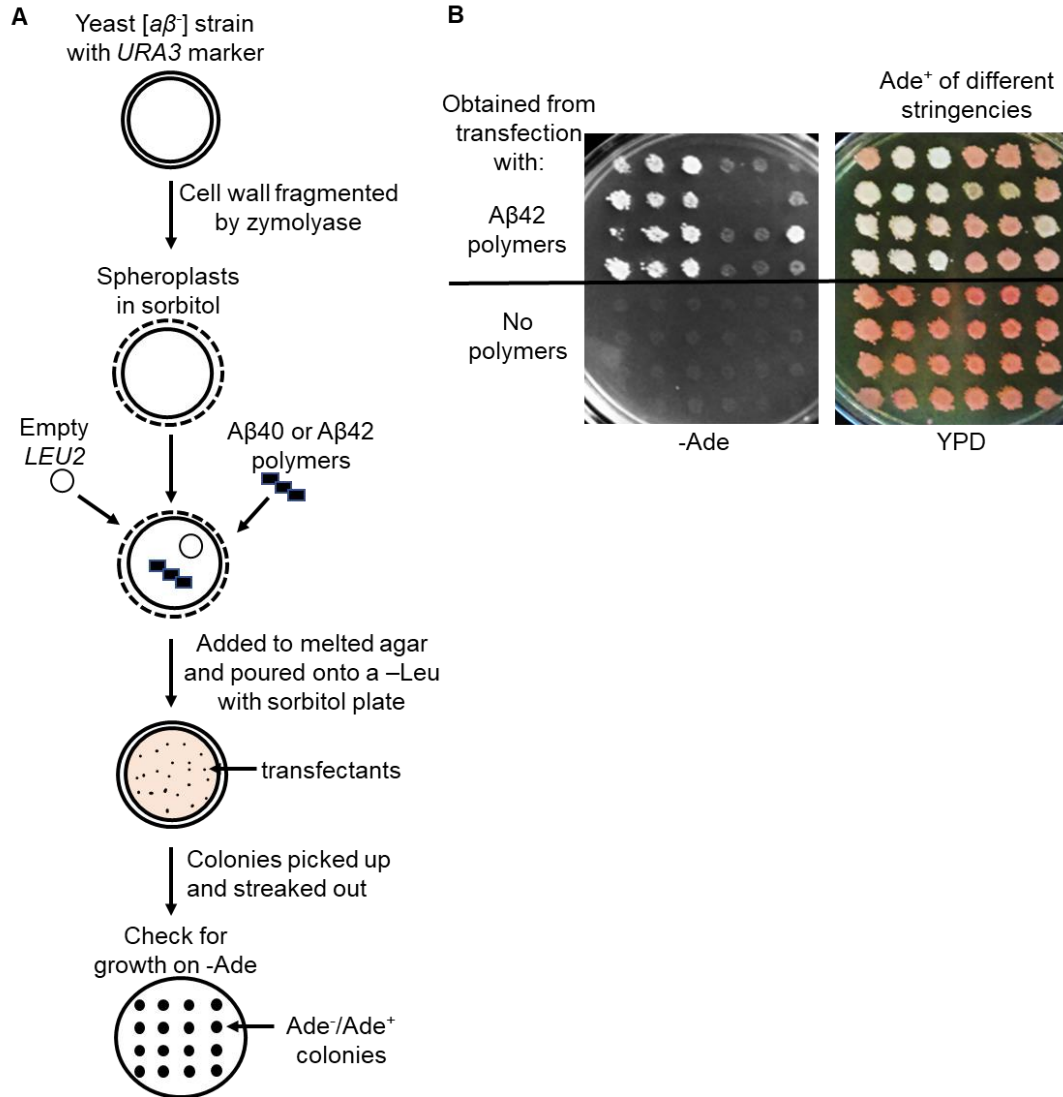 A
Yeast [aβ⁻] strain
with URA3 marker
Cell wall fragmented
by zymolyase
Spheroplasts
in sorbitol
Empty
LEU2
Aβ40 or Aβ42
polymers
Added to melted agar
and poured onto a –Leu
with sorbitol plate
transfectants
Colonies picked up
and streaked out
Check for
growth on -Ade
Ade⁻/Ade⁺
colonies
B
Obtained from
transfection
with:
Aβ42
polymers
No
polymers
Ade⁺ of different
stringencies
-Ade
YPD